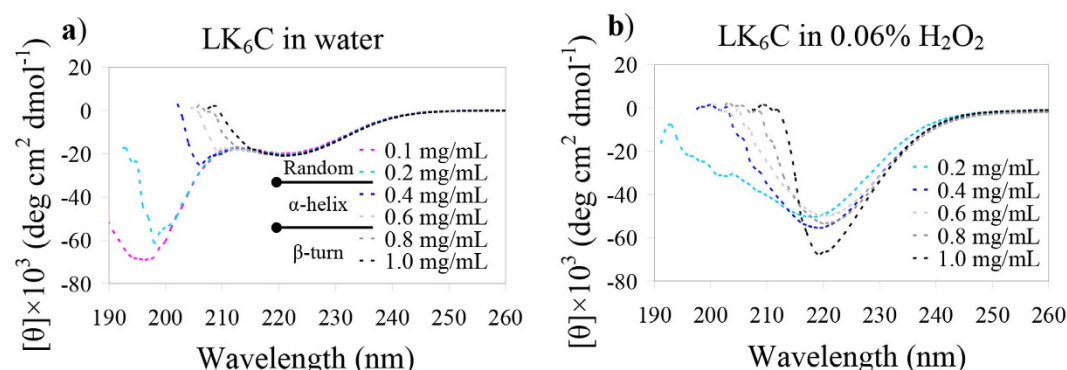 a)
LK₆C in water
[θ]×10³ (deg cm² dmol⁻¹)
20
0
-20
-40
-60
-80
190 200 210 220 230 240 250 260
Wavelength (nm)
Random
α-helix
β-turn
0.1 mg/mL
0.2 mg/mL
0.4 mg/mL
0.6 mg/mL
0.8 mg/mL
1.0 mg/mL
b)
LK₆C in 0.06% H₂O₂
[θ]×10³ (deg cm² dmol⁻¹)
20
0
-20
-40
-60
-80
190 200 210 220 230 240 250 260
Wavelength (nm)
0.2 mg/mL
0.4 mg/mL
0.6 mg/mL
0.8 mg/mL
1.0 mg/mL